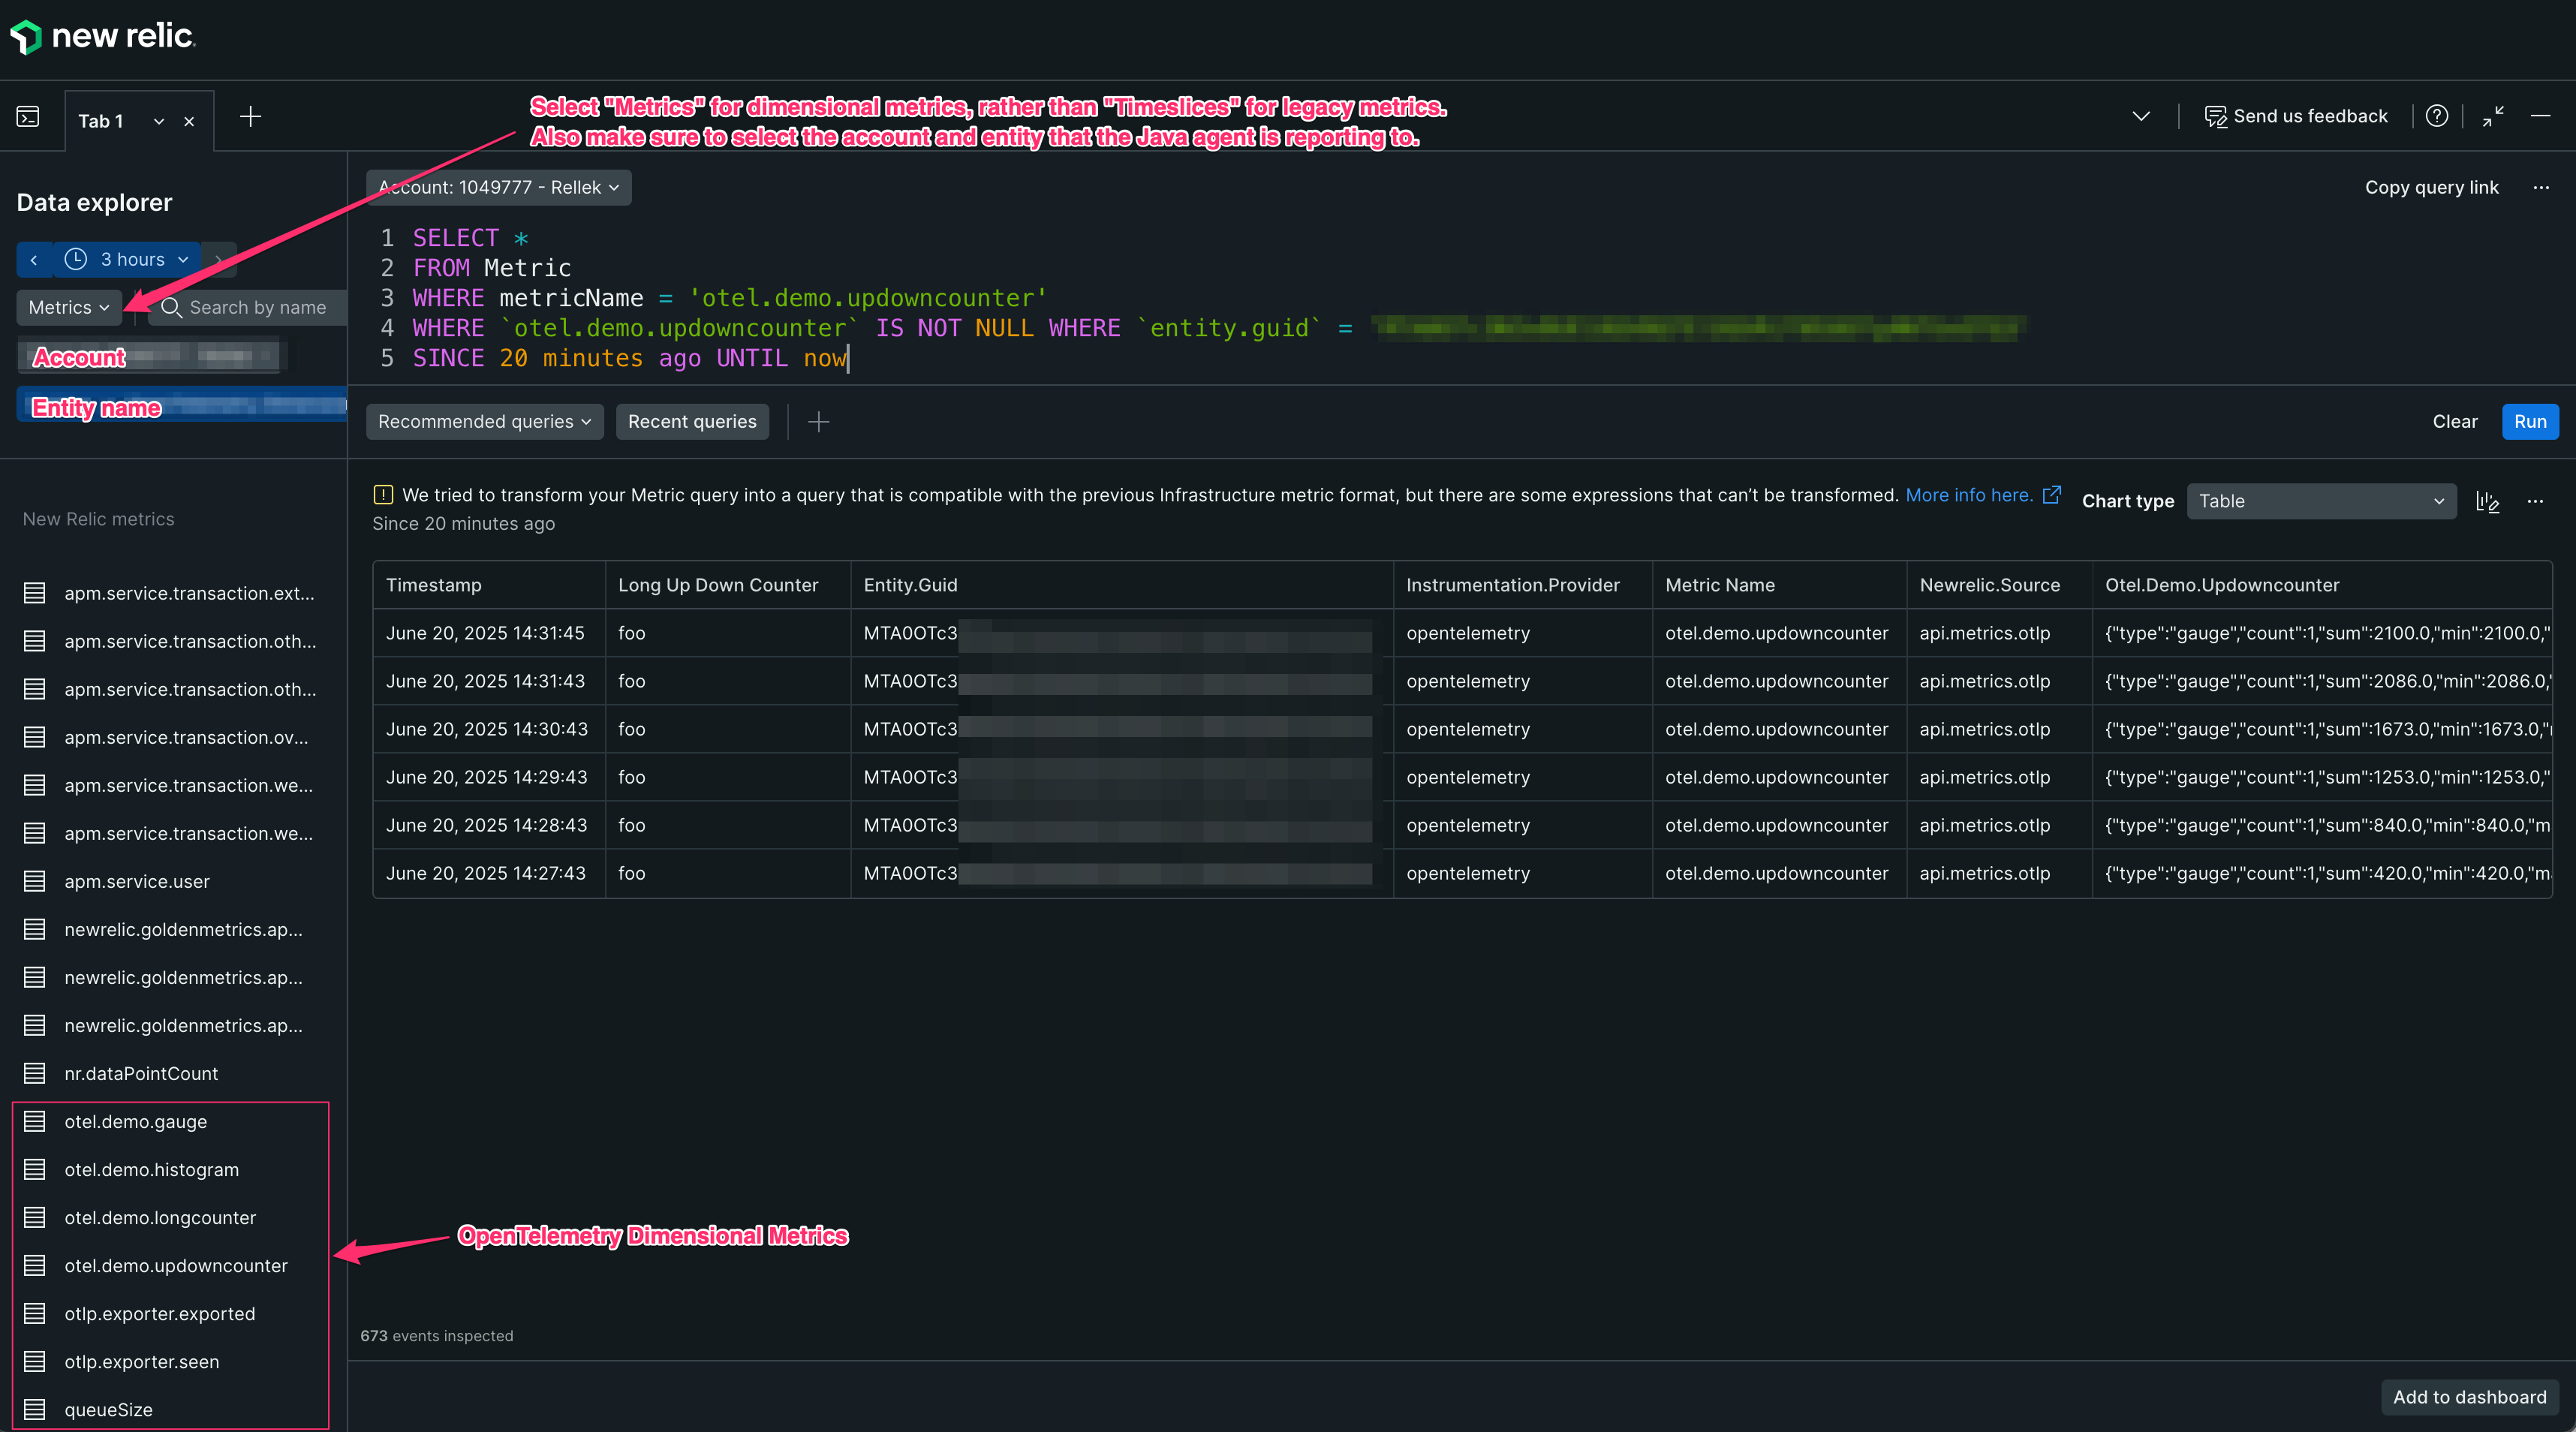 new relic.
Tab 1
Select "Metrics" for dimensional metrics, rather than "Timeslices" for legacy metrics.
Also make sure to select the account and entity that the Java agent is reporting to.
Send us feedback
Data explorer
3 hours
Metrics
Search by name
Account
Entity name
Account: 1049777 - Rellek
Copy query link
1 SELECT *
2 FROM Metric
3 WHERE metricName = 'otel.demo.updowncounter'
4 WHERE `otel.demo.updowncounter` IS NOT NULL WHERE `entity.guid` =
5 SINCE 20 minutes ago UNTIL now
Recommended queries
Recent queries
Clear
Run
We tried to transform your Metric query into a query that is compatible with the previous Infrastructure metric format, but there are some expressions that can't be transformed. More info here.
Since 20 minutes ago
Chart type
Table
New Relic metrics
apm.service.transaction.ext...
apm.service.transaction.oth...
apm.service.transaction.oth...
apm.service.transaction.ov...
apm.service.transaction.we...
apm.service.transaction.we...
apm.service.user
newrelic.goldenmetrics.ap...
newrelic.goldenmetrics.ap...
newrelic.goldenmetrics.ap...
nr.dataPointCount
otel.demo.gauge
otel.demo.histogram
otel.demo.longcounter
otel.demo.updowncounter
otlp.exporter.exported
otlp.exporter.seen
queueSize
Timestamp Long Up Down Counter Entity.Guid Instrumentation.Provider Metric Name Newrelic.Source Otel.Demo.Updowncounter
June 20, 2025 14:31:45 foo MTA0OTc3 opentelemetry otel.demo.updowncounter api.metrics.otlp {"type":"gauge","count":1,"sum":2100.0,"min":2100.0,"
June 20, 2025 14:31:43 foo MTA0OTc3 opentelemetry otel.demo.updowncounter api.metrics.otlp {"type":"gauge","count":1,"sum":2086.0,"min":2086.0,"
June 20, 2025 14:30:43 foo MTA0OTc3 opentelemetry otel.demo.updowncounter api.metrics.otlp {"type":"gauge","count":1,"sum":1673.0,"min":1673.0,"
June 20, 2025 14:29:43 foo MTA0OTc3 opentelemetry otel.demo.updowncounter api.metrics.otlp {"type":"gauge","count":1,"sum":1253.0,"min":1253.0,"
June 20, 2025 14:28:43 foo MTA0OTc3 opentelemetry otel.demo.updowncounter api.metrics.otlp {"type":"gauge","count":1,"sum":840.0,"min":840.0,"m
June 20, 2025 14:27:43 foo MTA0OTc3 opentelemetry otel.demo.updowncounter api.metrics.otlp {"type":"gauge","count":1,"sum":420.0,"min":420.0,"m
OpenTelemetry Dimensional Metrics
673 events inspected
Add to dashboard